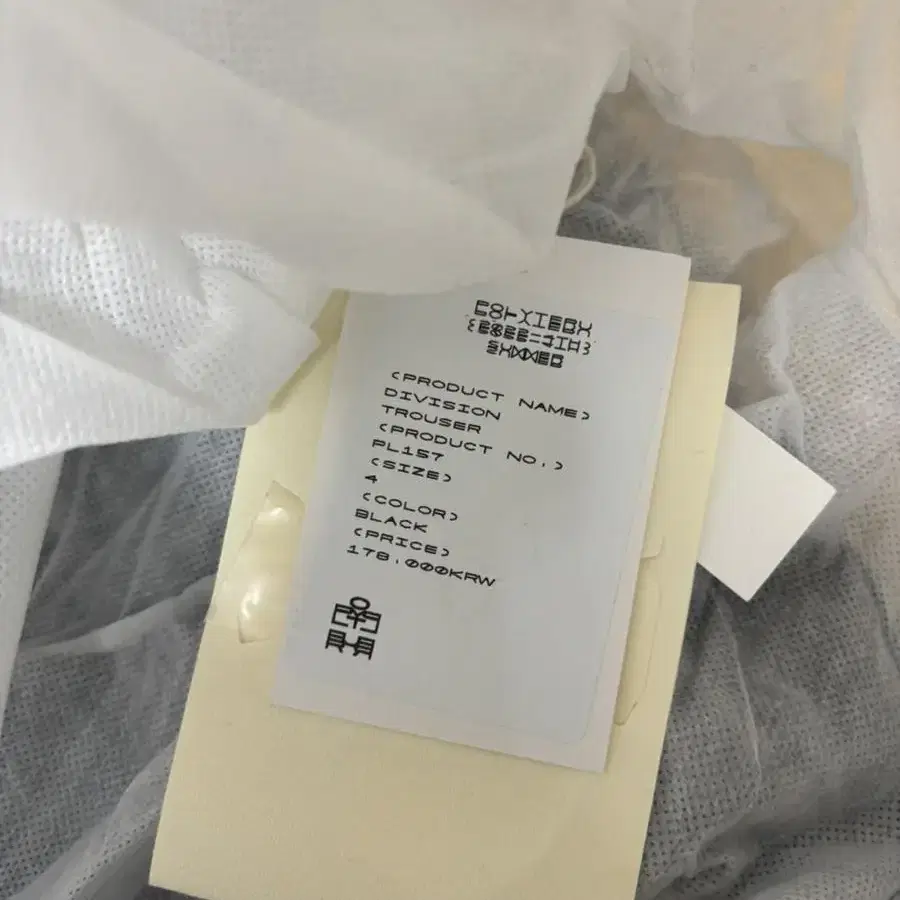 <PRODUCT NAME>
DIVISION
TROUSER
<PRODUCT NO.>
PL157
<SIZE>
4
<COLOR>
BLACK
<PRICE>
178.000KRW